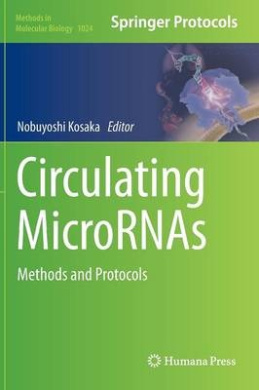 Methods in
Molecular Biology 1024
Springer Protocols
Nobuyoshi Kosaka Editor
Circulating
MicroRNAs
Methods and Protocols
Humana Press